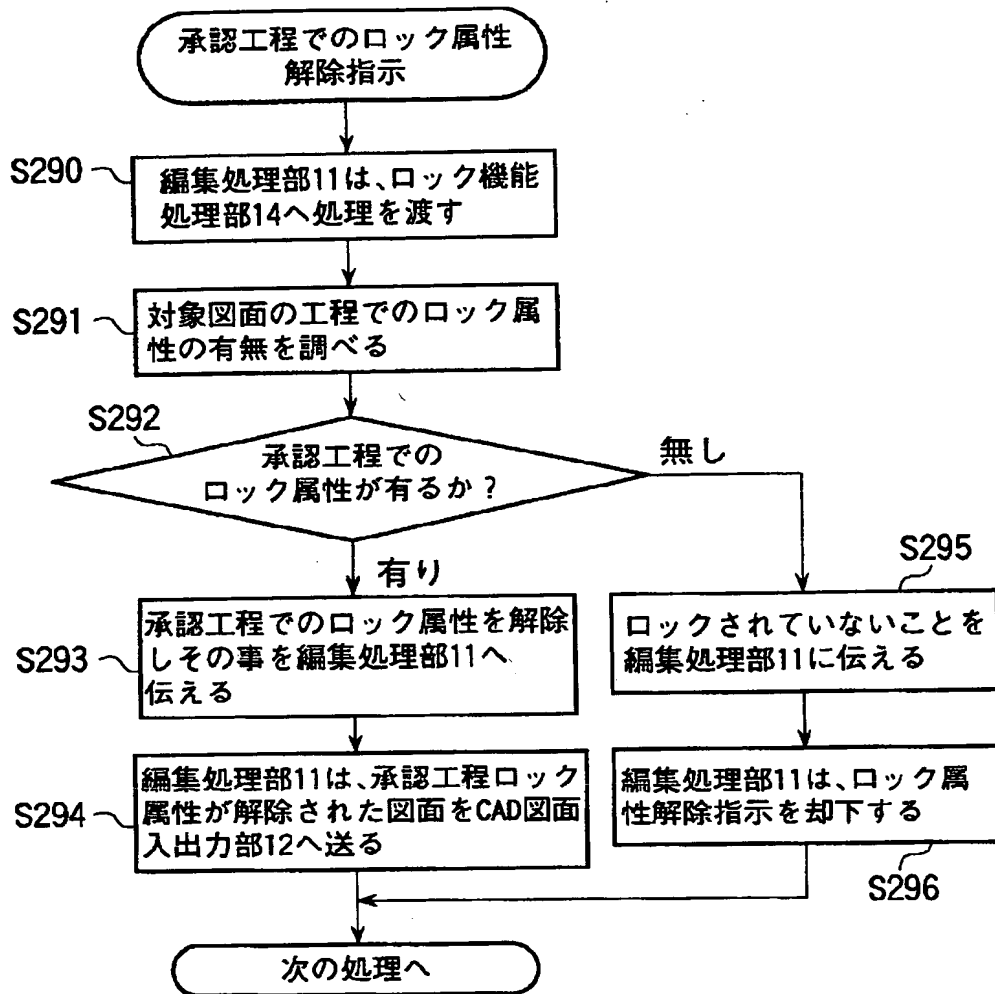 承認工程でのロック属性
解除指示
S290
編集処理部11は、ロック機能
処理部14へ処理を渡す
S291
対象図面の工程でのロック属
性の有無を調べる
S292
承認工程での
ロック属性が有るか?
無し
有り
S293
承認工程でのロック属性を解除
しその事を編集処理部11へ
伝える
S295
ロックされていないことを
編集処理部11に伝える
S294
編集処理部11は、承認工程ロック
属性が解除された図面をCAD図面
入出力部12へ送る
編集処理部11は、ロック属
性解除指示を却下する
S296
次の処理へ